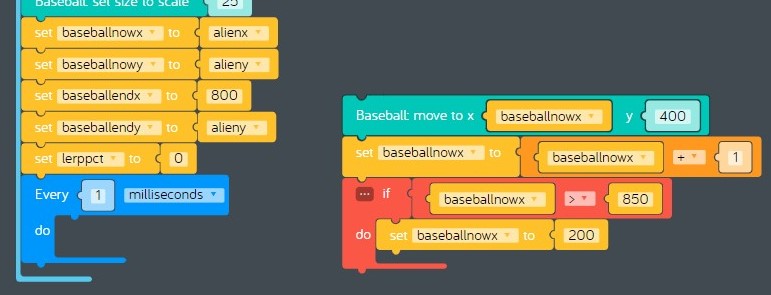 Baseball: set size to scale 25
set baseballnowx to alienx
set baseballnowy to alieny
set baseballendx to 800
set baseballendy to alieny
set lerppct to 0
Every 1 milliseconds
do
Baseball: move to x baseballnowx y 400
set baseballnowx to baseballnowx + 1
if baseballnowx > 850
do set baseballnowx to 200